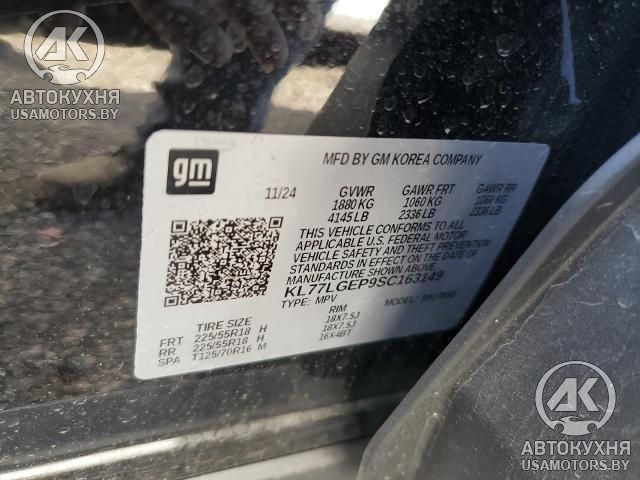 АК
АВТОКУХНЯ
USAMOTORS.BY
gm
MFD BY GM KOREA COMPANY
11/24 GVWR GAWR FRT GAWR RR
1880 KG 1060 KG 1060 KG
4145 LB 2336 LB 2336 LB
THIS VEHICLE CONFORMS TO ALL
APPLICABLE U.S. FEDERAL MOTOR
VEHICLE SAFETY AND THEFT PREVENTION
STANDARDS IN EFFECT ON THE DATE OF
MANUFACTURE SHOWN ABOVE.
KL77LGEP9SC163149
TYPE: MPV MODEL:
TIRE SIZE RIM
FRT 225/55R18 H 18X7.5J
RR 225/55R18 H 18X7.5J
SPA T125/70R16 M 16X4BT
АК
АВТОКУХНЯ
USAMOTORS.BY